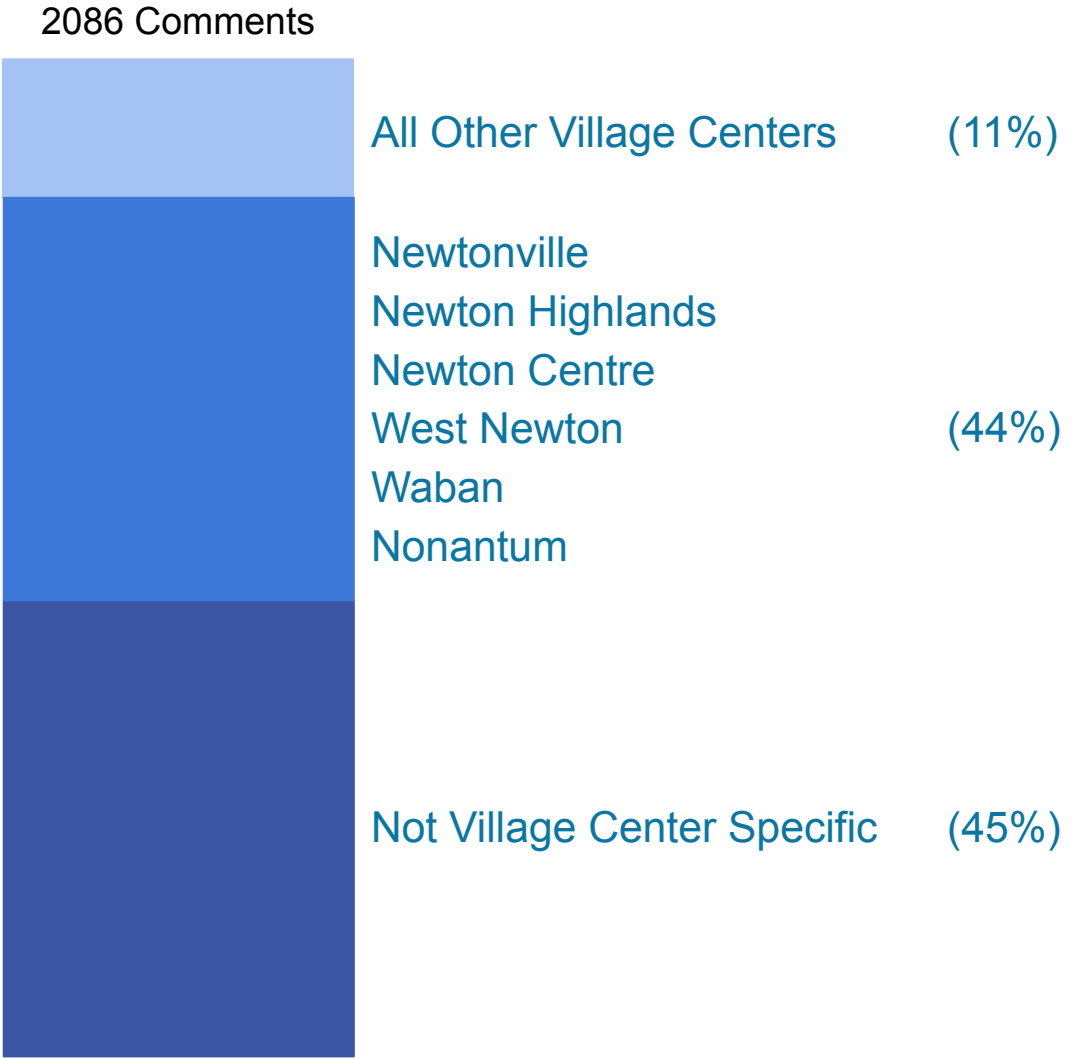 2086 Comments
All Other Village Centers (11%)
Newtonville
Newton Highlands
Newton Centre
West Newton (44%)
Waban
Nonantum
Not Village Center Specific (45%)